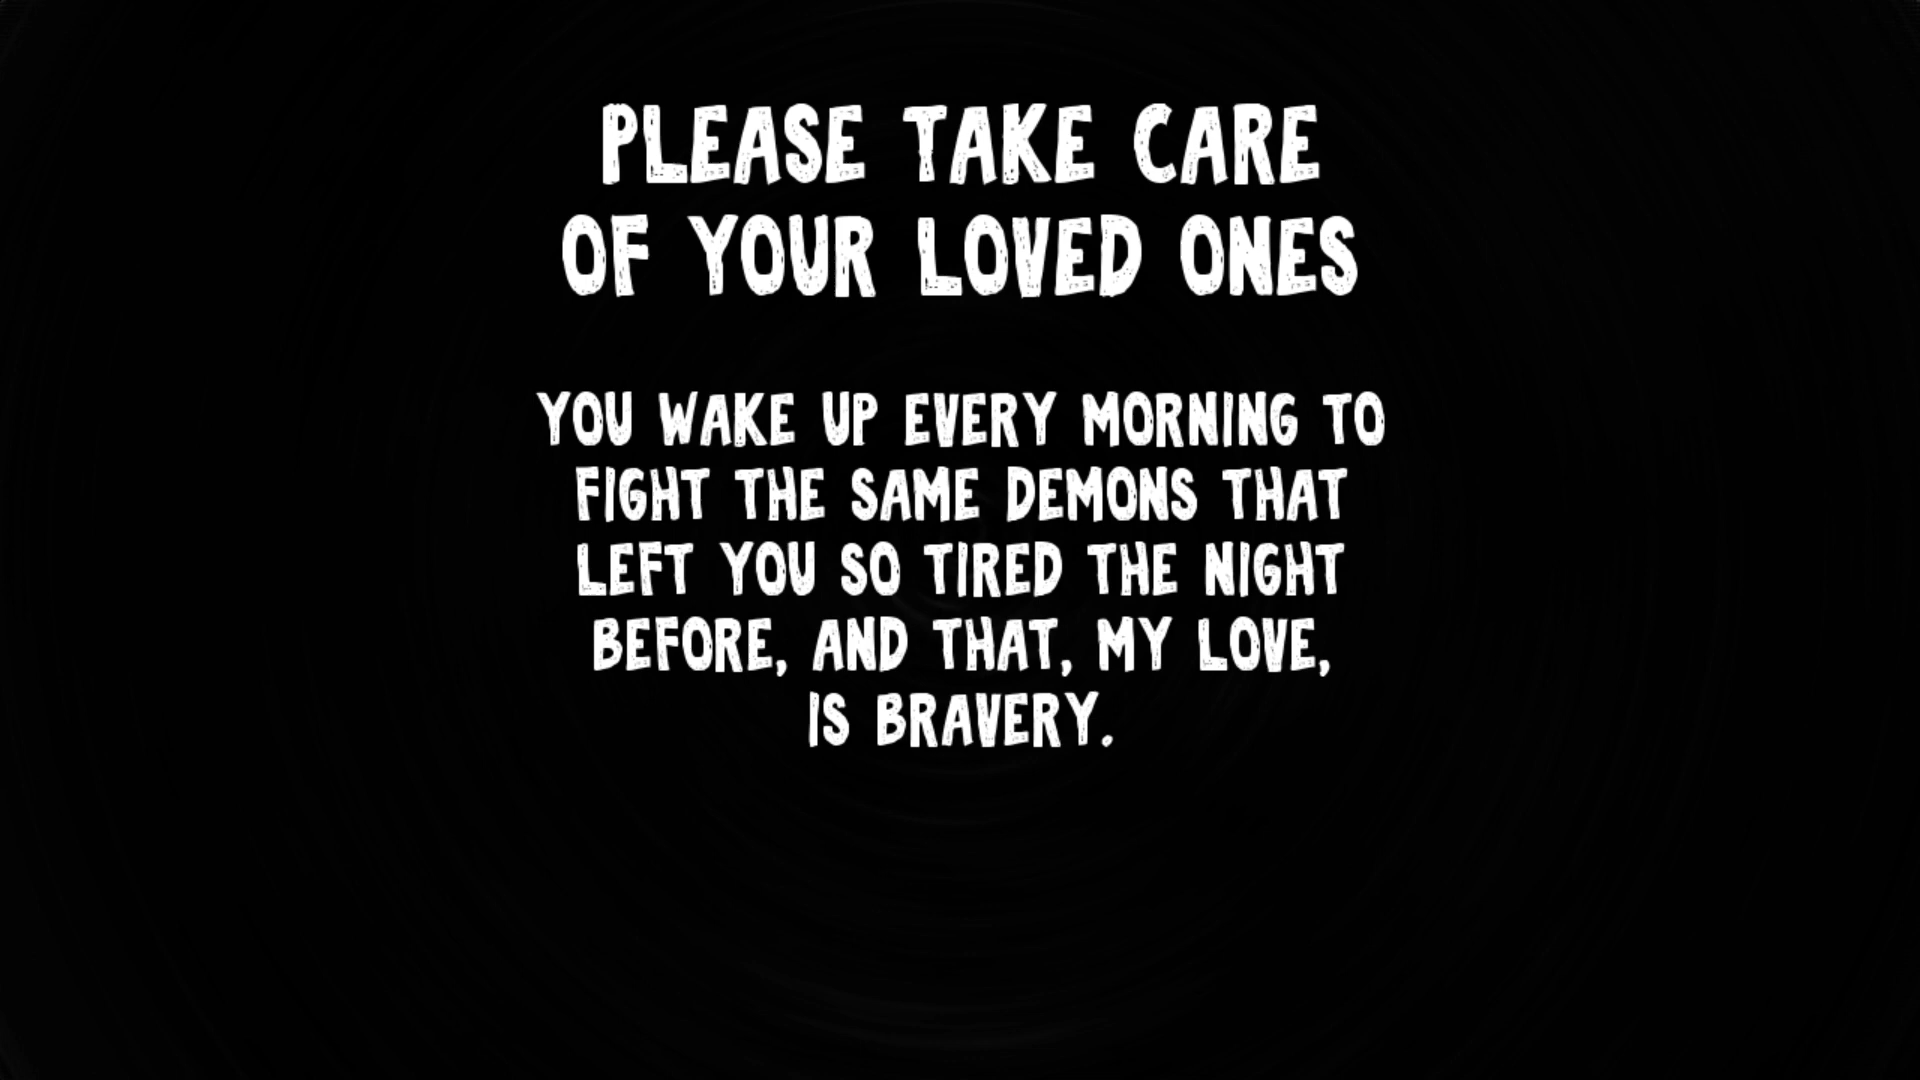 PLEASE TAKE CARE
OF YOUR LOVED ONES
YOU WAKE UP EVERY MORNING TO
FIGHT THE SAME DEMONS THAT
LEFT YOU SO TIRED THE NIGHT
BEFORE, AND THAT, MY LOVE,
IS BRAVERY.